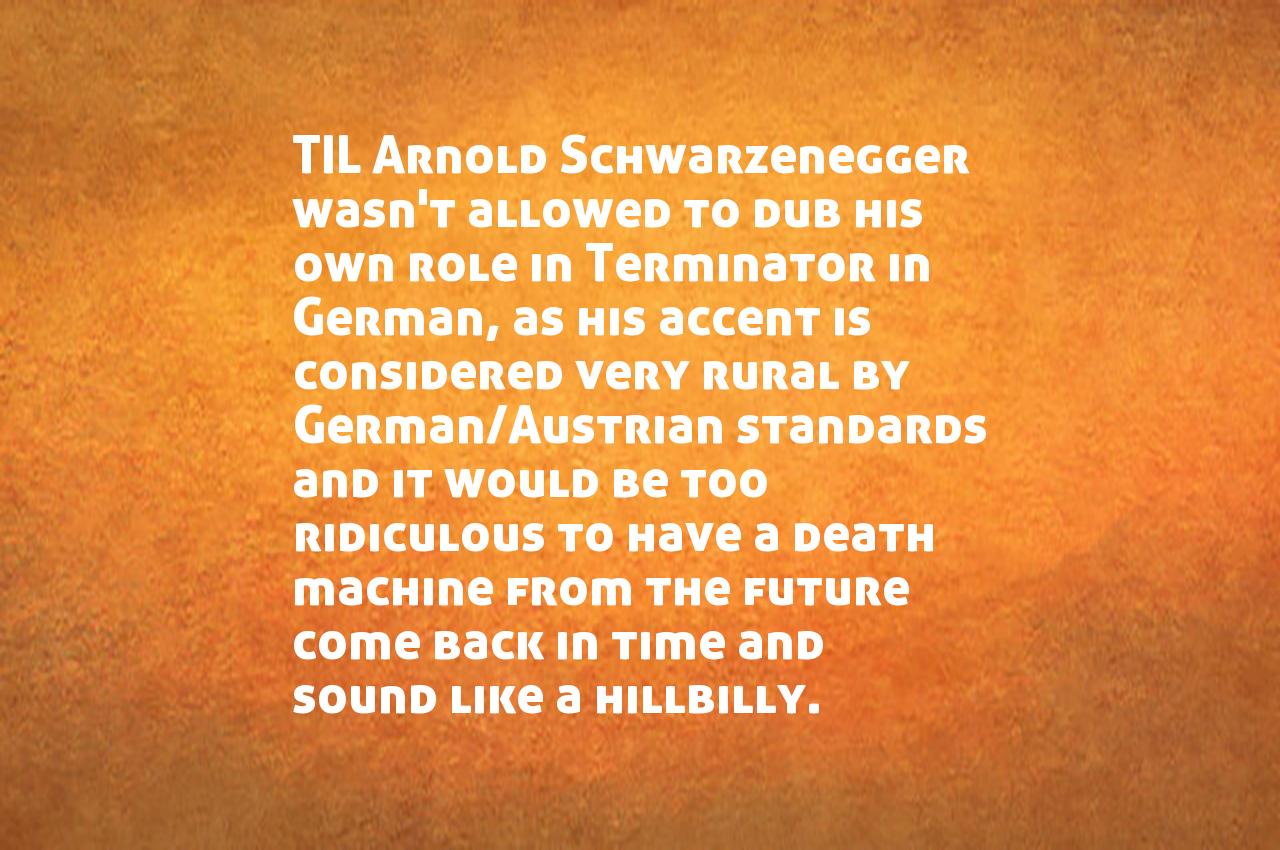 TIL Arnold Schwarzenegger
wasn't allowed to dub his
own role in Terminator in
German, as his accent is
considered very rural by
German/Austrian standards
and it would be too
ridiculous to have a death
machine from the future
come back in time and
sound like a hillbilly.